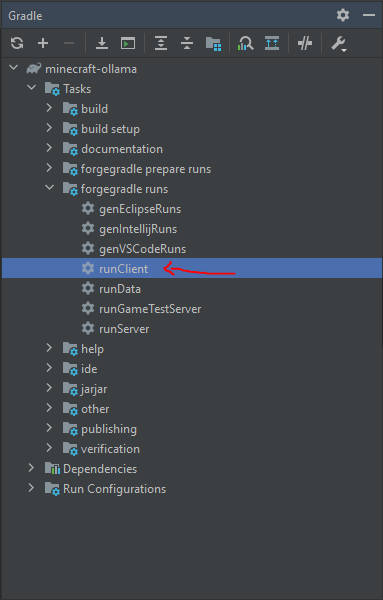 Gradle
minecraft-ollama
Tasks
build
build setup
documentation
forgegradle prepare runs
forgegradle runs
genEclipseRuns
genIntellijRuns
genVSCodeRuns
runClient
runData
runGameTestServer
runServer
help
ide
jarjar
other
publishing
verification
Dependencies
Run Configurations